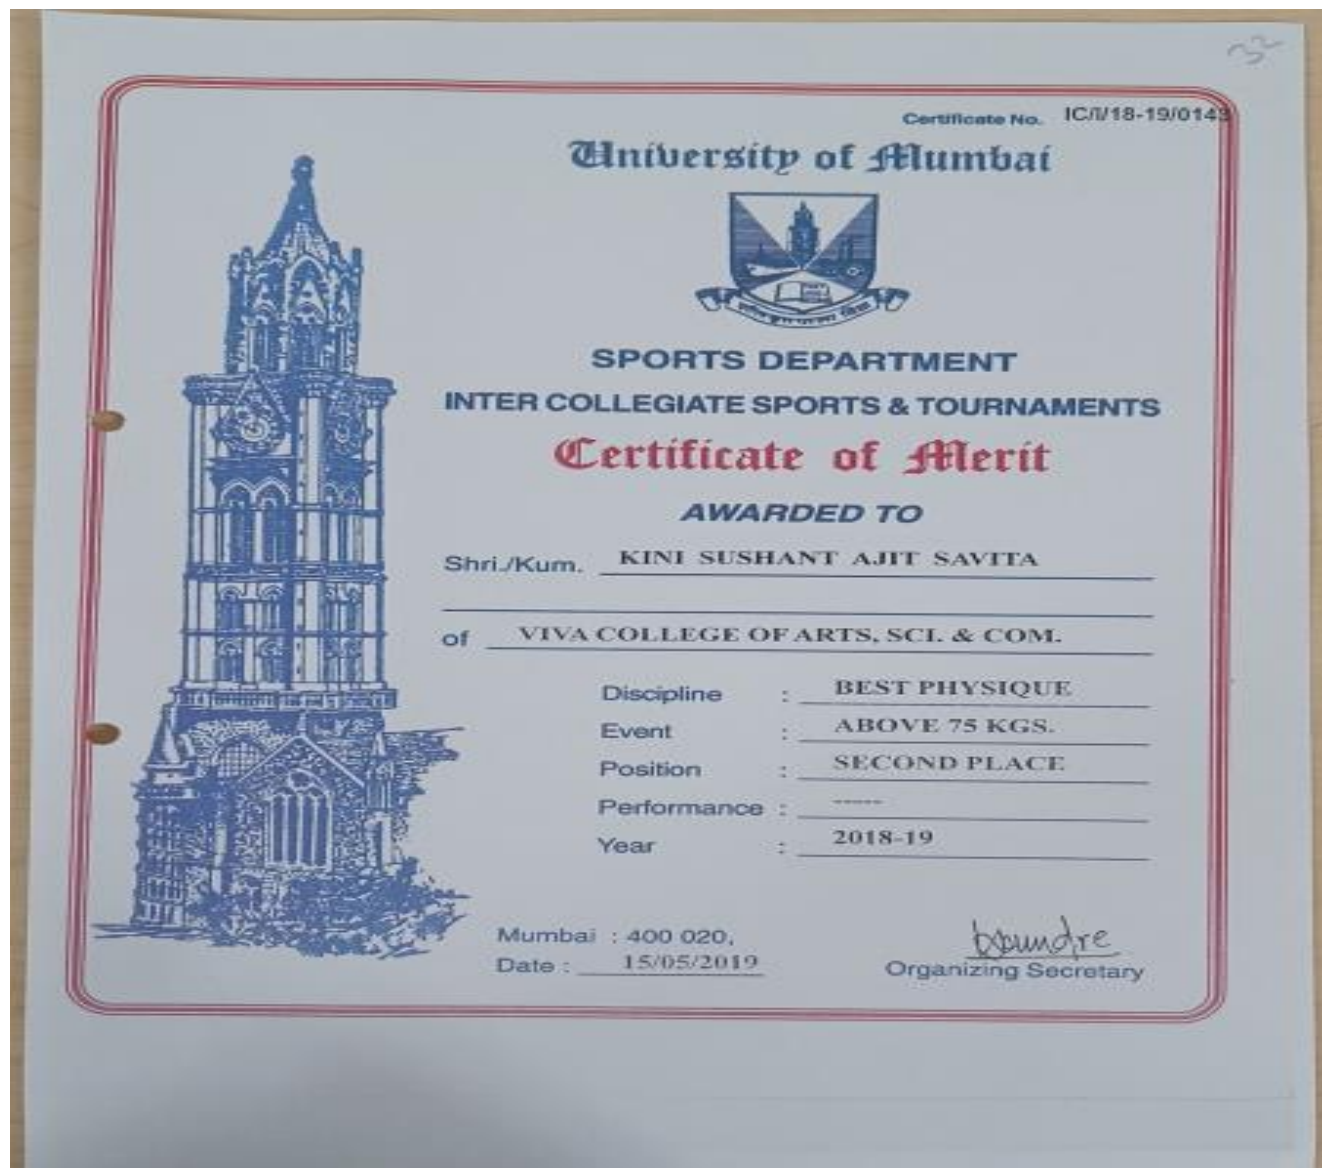 32
Certificate No. IC/I/18-19/0143
University of Mumbai
SPORTS DEPARTMENT
INTER COLLEGIATE SPORTS & TOURNAMENTS
Certificate of Merit
AWARDED TO
Shri./Kum. KINI SUSHANT AJIT SAVITA
of VIVA COLLEGE OF ARTS, SCI. & COM.
Discipline : BEST PHYSIQUE
Event : ABOVE 75 KGS.
Position : SECOND PLACE
Performance : -----
Year : 2018-19
Mumbai : 400 020,
Date : 15/05/2019
Organizing Secretary